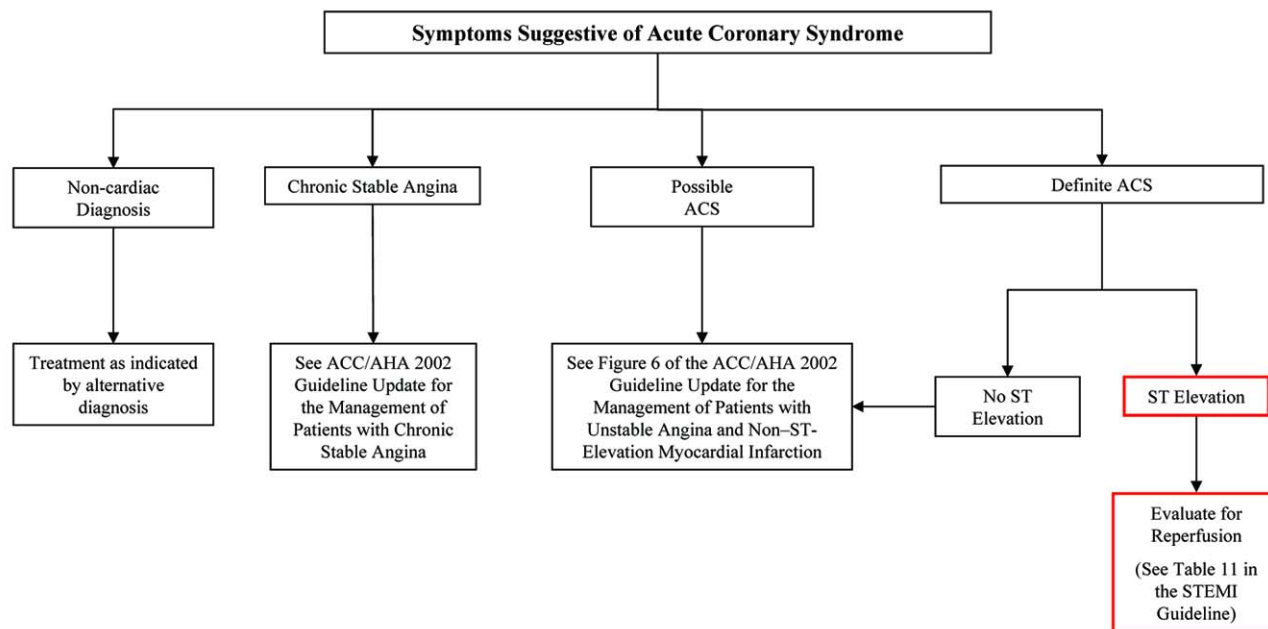 Symptoms Suggestive of Acute Coronary Syndrome
Non-cardiac
Diagnosis
Chronic Stable Angina
Possible
ACS
Definite ACS
Treatment as indicated
by alternative
diagnosis
See ACC/AHA 2002
Guideline Update for
the Management of
Patients with Chronic
Stable Angina
See Figure 6 of the ACC/AHA 2002
Guideline Update for the
Management of Patients with
Unstable Angina and Non–ST-
Elevation Myocardial Infarction
No ST
Elevation
ST Elevation
Evaluate for
Reperfusion
(See Table 11 in
the STEMI
Guideline)